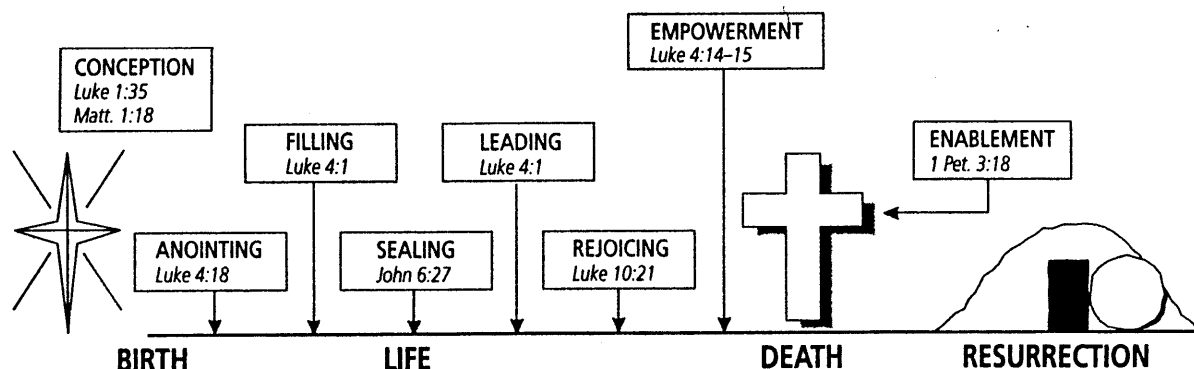 EMPOWERMENT
Luke 4:14–15
CONCEPTION
Luke 1:35
Matt. 1:18
FILLING
Luke 4:1
LEADING
Luke 4:1
ENABLEMENT
1 Pet. 3:18
ANOINTING
Luke 4:18
SEALING
John 6:27
REJOICING
Luke 10:21
BIRTH
LIFE
DEATH
RESURRECTION